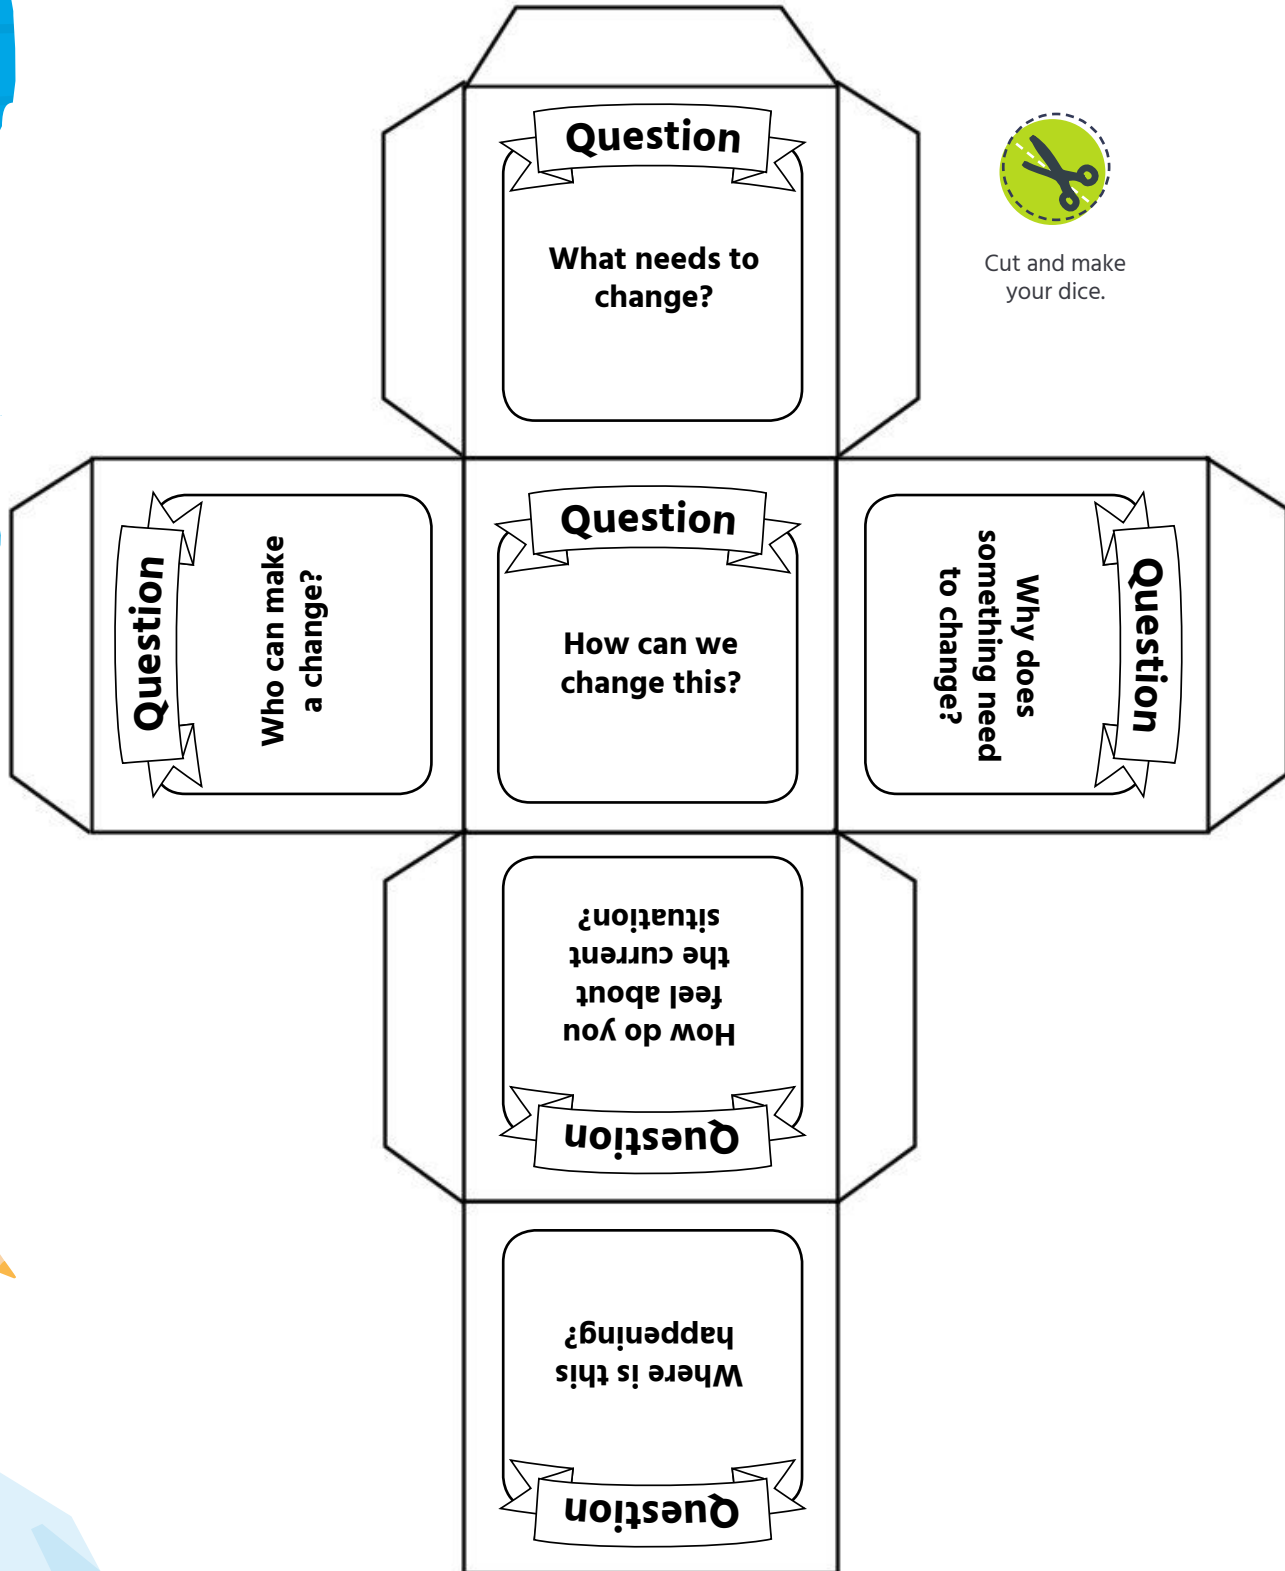 Question
What needs to
change?
Cut and make
your dice.
Question
Who can make
a change?
Question
How can we
change this?
Question
Why does
something need
to change?
Question
How do you
feel about
the current
situation?
Question
Where is this
happening?